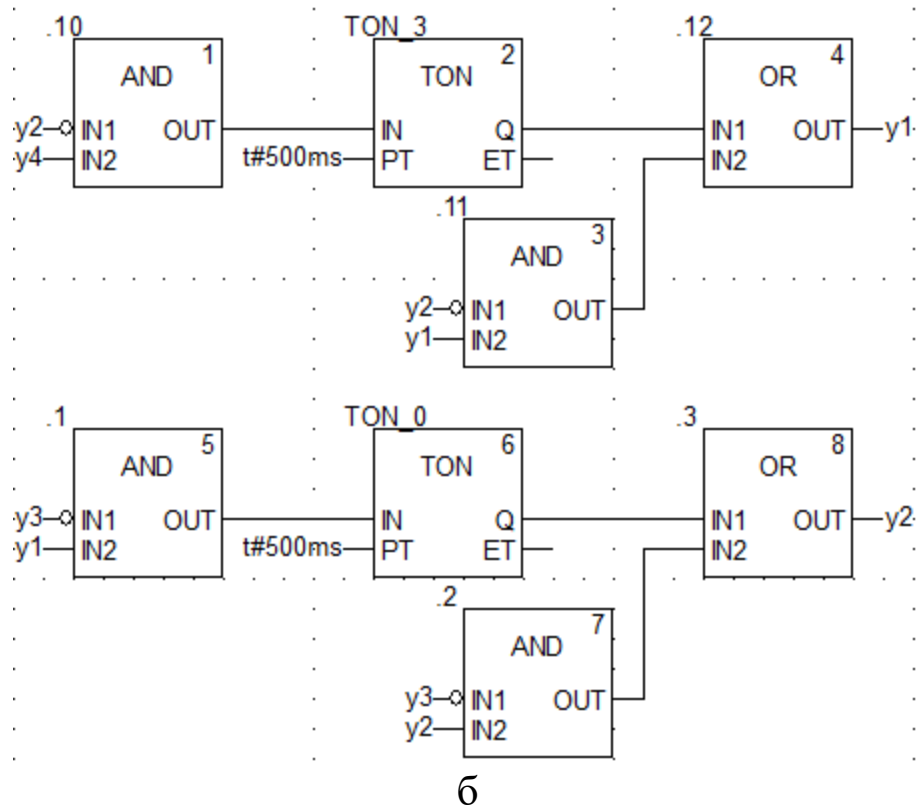 .10 TON_3 .12
1 2 4
AND TON OR
y2 IN1 OUT IN Q IN1 OUT y1
y4 IN2 t#500ms PT ET IN2
.11
3
AND
y2 IN1 OUT
y1 IN2
.1 TON_0 .3
5 6 8
AND TON OR
y3 IN1 OUT IN Q IN1 OUT y2
y1 IN2 t#500ms PT ET IN2
.2
7
AND
y3 IN1 OUT
y2 IN2
б